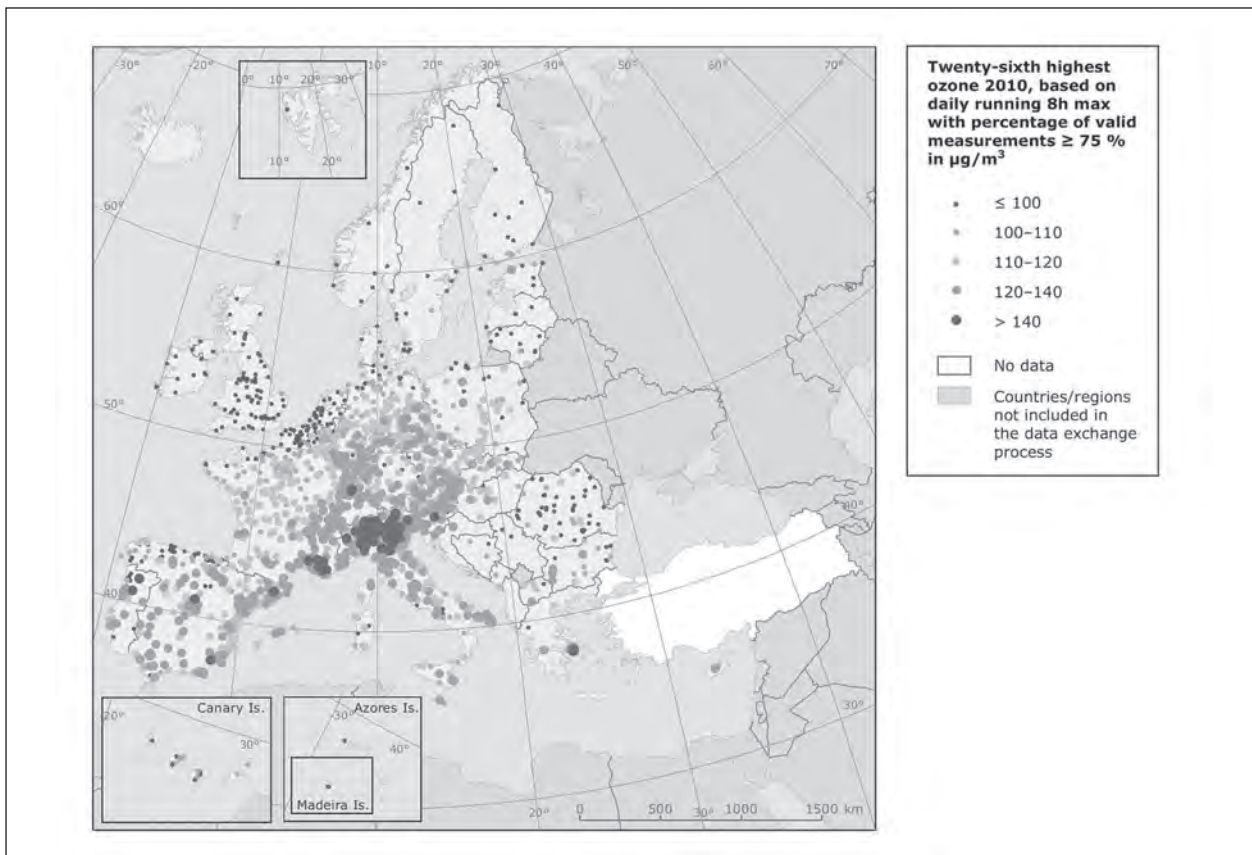 -30° -20° 0° 10° 20° 30° 10° 20° 30° 40° 50° 60° 70°
10° 20°
60°
50°
40°
50°
40°
30°
Canary Is.
-20°
30°
Azores Is.
-30°
40°
Madeira Is.
20° 30°
0 500 1000 1500 km
Twenty-sixth highest
ozone 2010, based on
daily running 8h max
with percentage of valid
measurements ≥ 75 %
in µg/m³
≤ 100
100–110
110–120
120–140
> 140
No data
Countries/regions
not included in
the data exchange
process